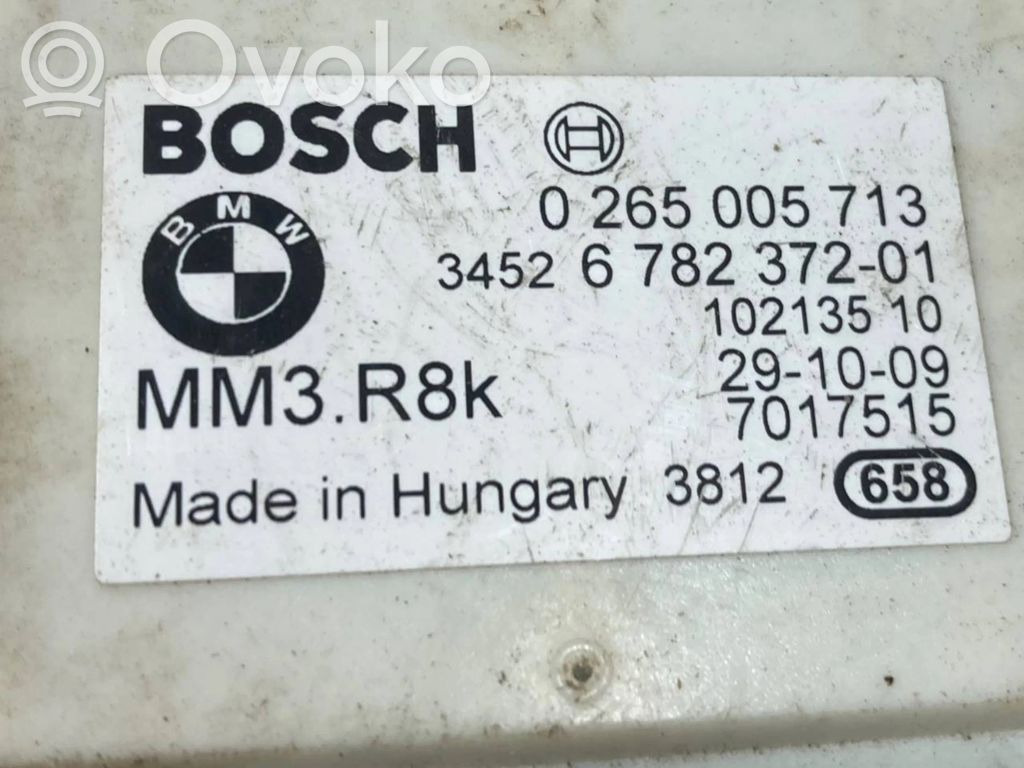 Ovoko
BOSCH
BMW
0 265 005 713
3452 6 782 372-01
102135 10
29-10-09
MM3.R8k
7017515
Made in Hungary 3812 658